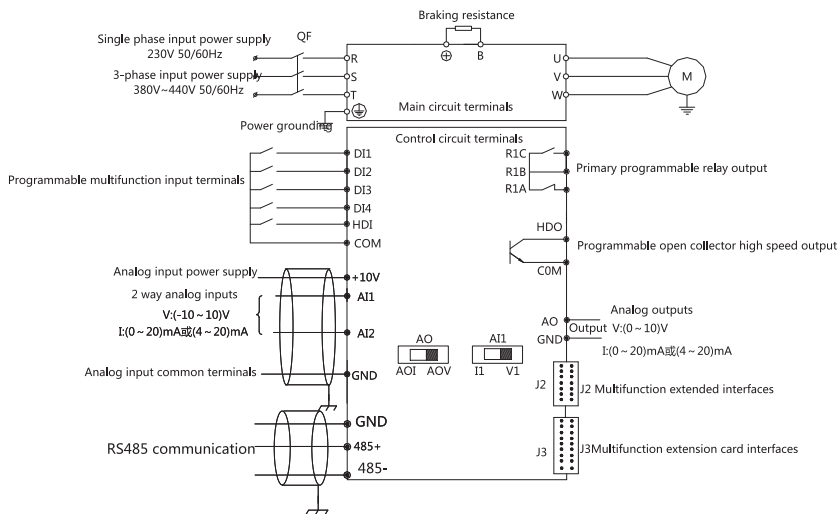 Braking resistance
Single phase input power supply
230V 50/60Hz
QF
⊕
B
3-phase input power supply
380V~440V 50/60Hz
R
S
T
U
V
W
M
Main circuit terminals
Power grounding
Control circuit terminals
Programmable multifunction input terminals
DI1
DI2
DI3
DI4
HDI
COM
R1C
R1B
R1A
Primary programmable relay output
HDO
Programmable open collector high speed output
COM
Analog input power supply
+10V
2 way analog inputs
AI1
V:(-10~10)V
I:(0~20)mA或(4~20)mA
AI2
Analog input common terminals
GND
AO
Output
GND
Analog outputs
V:(0~10)V
I:(0~20)mA或(4~20)mA
AO
AOI AOV
AI1
I1 V1
J2
J2 Multifunction extended interfaces
J3
J3Multifunction extension card interfaces
GND
RS485 communication
485+
485-